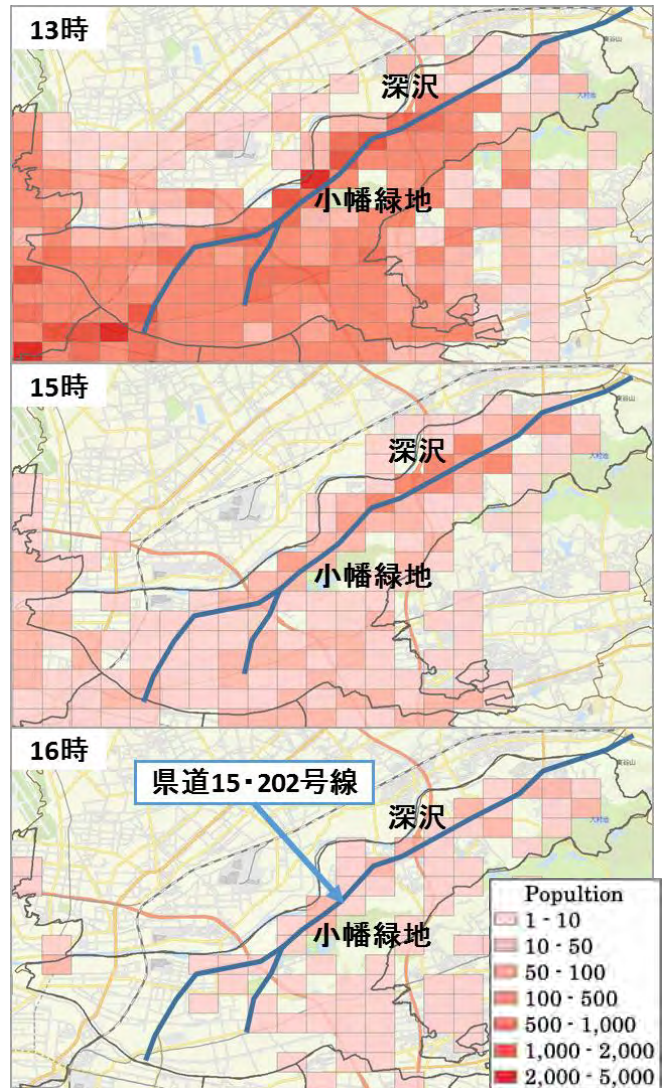 13時
深沢
小幡緑地
15時
深沢
小幡緑地
16時
県道15・202号線
深沢
小幡緑地
Popultion
1 - 10
10 - 50
50 - 100
100 - 500
500 - 1,000
1,000 - 2,000
2,000 - 5,000